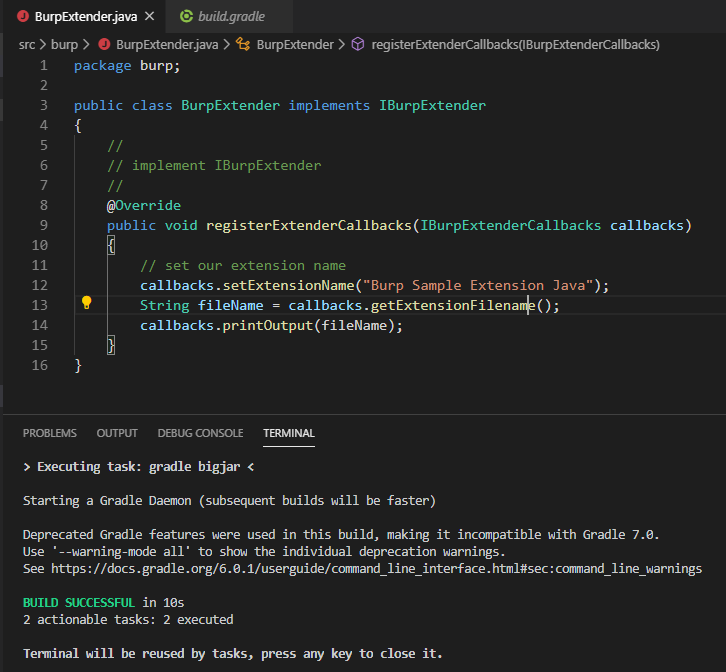 BurpExtender.java × build.gradle
src > burp > BurpExtender.java > BurpExtender > registerExtenderCallbacks(IBurpExtenderCallbacks)
1 package burp;
2
3 public class BurpExtender implements IBurpExtender
4 {
5 //
6 // implement IBurpExtender
7 //
8 @Override
9 public void registerExtenderCallbacks(IBurpExtenderCallbacks callbacks)
10 {
11 // set our extension name
12 callbacks.setExtensionName("Burp Sample Extension Java");
13 String fileName = callbacks.getExtensionFilename();
14 callbacks.printOutput(fileName);
15 }
16 }
PROBLEMS OUTPUT DEBUG CONSOLE TERMINAL
> Executing task: gradle bigjar <
Starting a Gradle Daemon (subsequent builds will be faster)
Deprecated Gradle features were used in this build, making it incompatible with Gradle 7.0.
Use '--warning-mode all' to show the individual deprecation warnings.
See https://docs.gradle.org/6.0.1/userguide/command_line_interface.html#sec:command_line_warnings
BUILD SUCCESSFUL in 10s
2 actionable tasks: 2 executed
Terminal will be reused by tasks, press any key to close it.